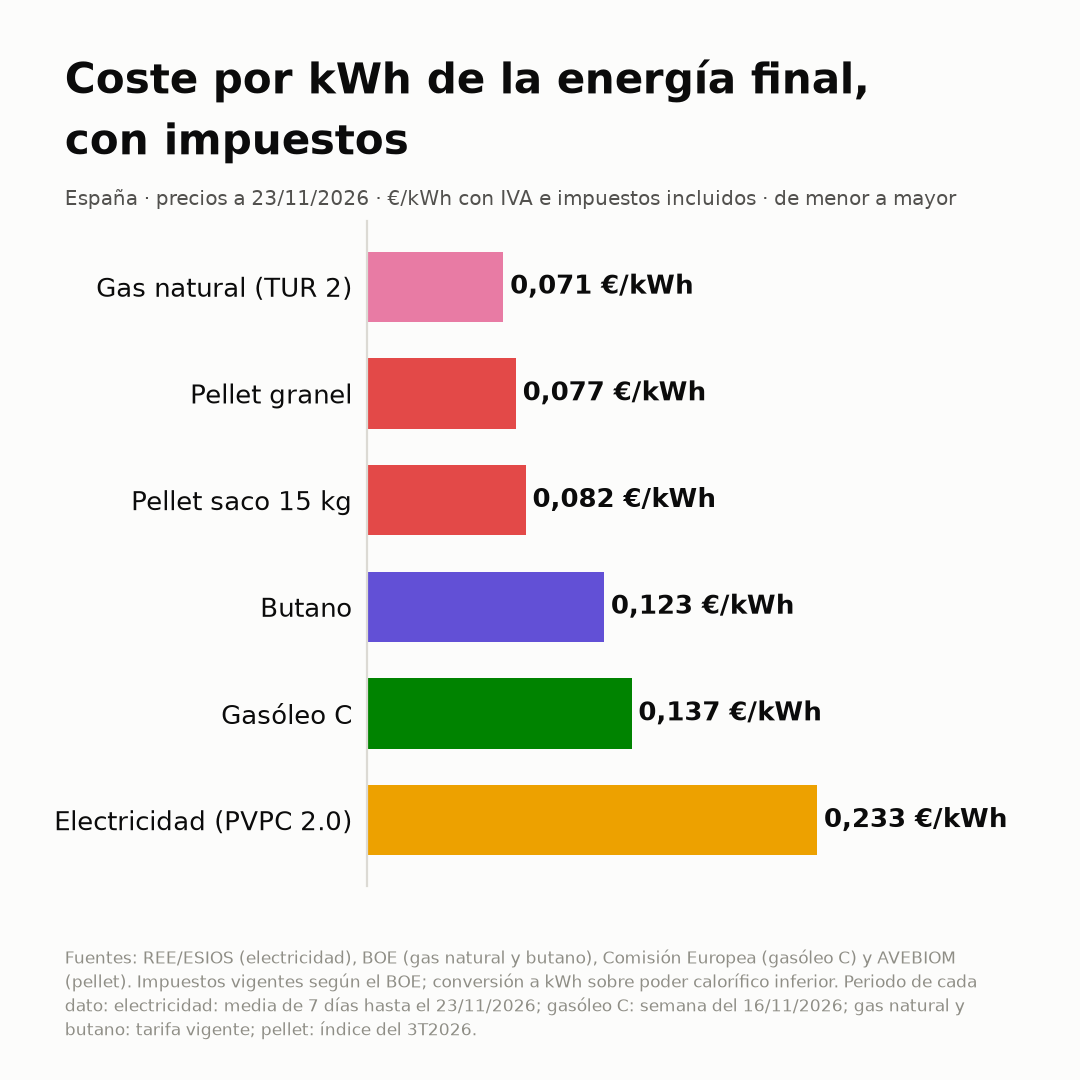 Coste por kWh de la energía final,
con impuestos
España · precios a 23/11/2026 · €/kWh con IVA e impuestos incluidos · de menor a mayor
Gas natural (TUR 2) 0,071 €/kWh
Pellet granel 0,077 €/kWh
Pellet saco 15 kg 0,082 €/kWh
Butano 0,123 €/kWh
Gasóleo C 0,137 €/kWh
Electricidad (PVPC 2.0) 0,233 €/kWh
Fuentes: REE/ESIOS (electricidad), BOE (gas natural y butano), Comisión Europea (gasóleo C) y AVEBIOM
(pellet). Impuestos vigentes según el BOE; conversión a kWh sobre poder calorífico inferior. Periodo de cada
dato: electricidad: media de 7 días hasta el 23/11/2026; gasóleo C: semana del 16/11/2026; gas natural y
butano: tarifa vigente; pellet: índice del 3T2026.